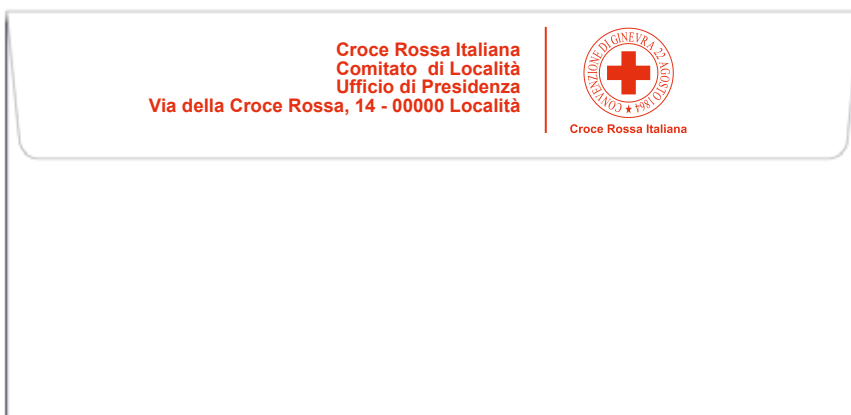 Croce Rossa Italiana
Comitato  di Località
Ufficio di Presidenza
Via della Croce Rossa, 14 - 00000 Località
CONVENZIONE DI GINEVRA 22 AGOSTO 1864 ★
Croce Rossa Italiana